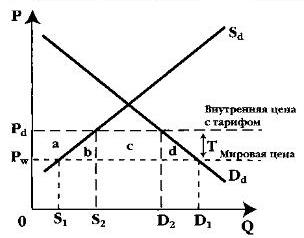 P
S_d
Внутренняя цена
с тарифом
P_d
a
b
c
d
T
P_w
Мировая цена
D_d
0
S_1
S_2
D_2
D_1
Q